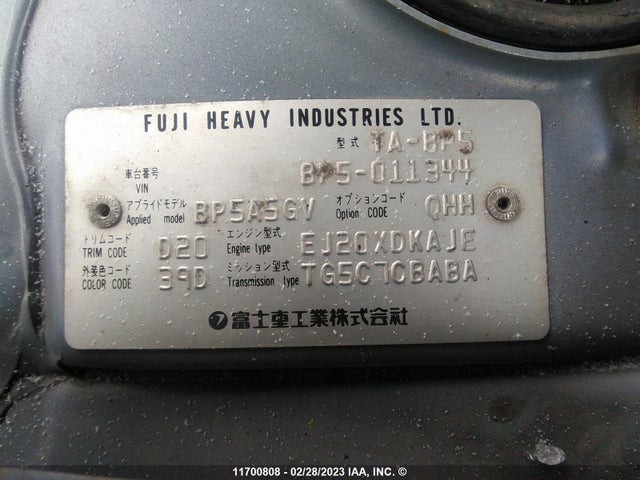 FUJI HEAVY INDUSTRIES LTD.
型式 TA-BP5
車台番号 VIN BP5-011344
アプライドモデル Applied model BP5A5GV オプションコード Option CODE QHH
トリムコード TRIM CODE D20 エンジン型式 Engine type EJ20XDKAJE
外装色コード COLOR CODE 39D ミッション型式 Transmission type TG5C7CBABA
富士重工業株式会社
11700808 - 02/28/2023 IAA, INC. ©